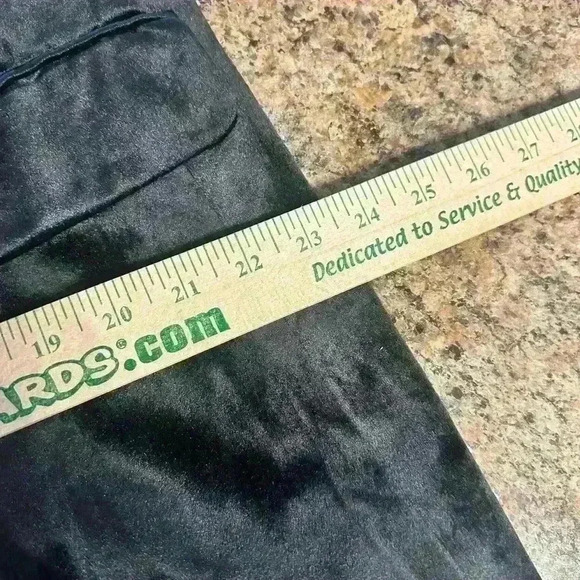 19 20 21 22 23 24 25 26 27
ARDS®.com
Dedicated to Service & Quality